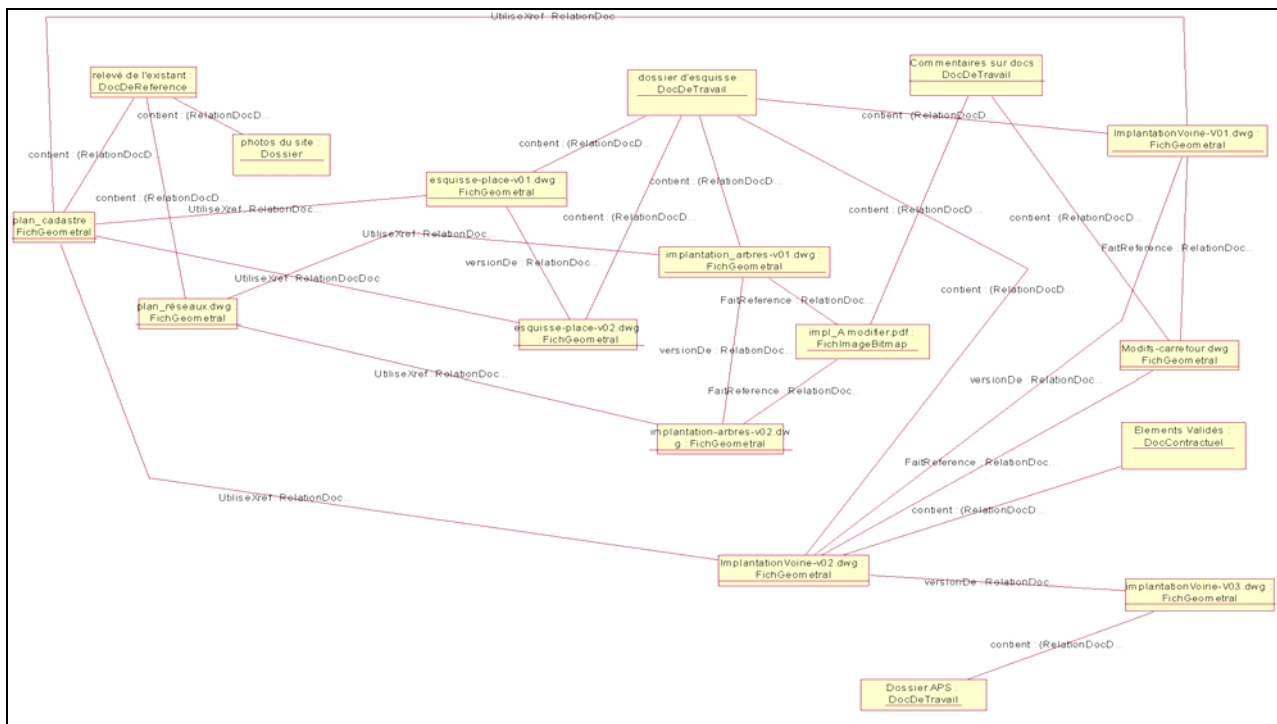 UtiliseXref : RelationDoc...
relevé de l'existant :
DocDeReference
dossier d'esquisse :
DocDeTravail
Commentaires sur docs :
DocDeTravail
contient : (RelationDocD...
contient : (RelationDocD...
ImplantationVoirie-V01.dwg :
FichGeometral
photos du site :
Dossier
contient : (RelationDocD...
contient : (RelationDocD...
esquisse-place-v01.dwg :
FichGeometral
contient : (RelationDocD...
contient : (RelationDocD...
contient : (RelationDocD...
UtiliseXref : RelationDoc...
plan_cadastre :
FichGeometral
contient : (RelationDocD...
contient : (RelationDocD...
UtiliseXref : RelationDoc...
FaitReference : RelationDoc...
implantation_arbres-v01.dwg :
FichGeometral
versionDe : RelationDoc...
UtiliseXref : RelationDocDoc
contient : (RelationDocD...
plan_réseaux.dwg
FichGeometral
FaitReference : RelationDoc...
esquisse-place-v02.dwg
FichGeometral
impl_A modifier.pdf :
FichImageBitmap
versionDe : RelationDoc...
Modifs-carrefour.dwg :
FichGeometral
UtiliseXref : RelationDoc...
versionDe : RelationDoc...
FaitReference : RelationDoc...
implantation-arbres-v02.dw
g : FichGeometral
Elements Validés :
DocContractuel
FaitReference : RelationDoc...
UtiliseXref : RelationDoc...
contient : (RelationDocD...
ImplantationVoirie-v02.dwg :
FichGeometral
versionDe : RelationDoc
implantationVoirie-V03.dwg :
FichGeometral
contient : (RelationDocD...
Dossier APS :
DocDeTravail